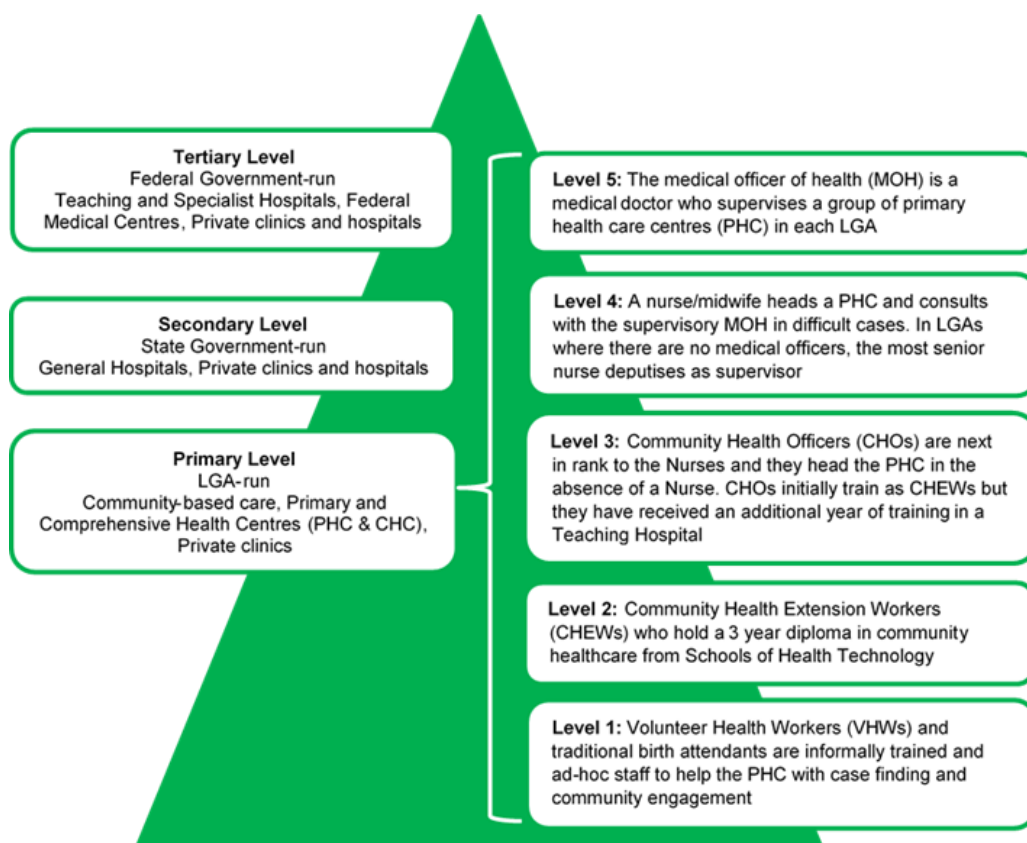 Tertiary Level
Federal Government-run
Teaching and Specialist Hospitals, Federal
Medical Centres, Private clinics and hospitals
Secondary Level
State Government-run
General Hospitals, Private clinics and hospitals
Primary Level
LGA-run
Community-based care, Primary and
Comprehensive Health Centres (PHC & CHC),
Private clinics
Level 5: The medical officer of health (MOH) is a
medical doctor who supervises a group of primary
health care centres (PHC) in each LGA
Level 4: A nurse/midwife heads a PHC and consults
with the supervisory MOH in difficult cases. In LGAs
where there are no medical officers, the most senior
nurse deputises as supervisor
Level 3: Community Health Officers (CHOs) are next
in rank to the Nurses and they head the PHC in the
absence of a Nurse. CHOs initially train as CHEWs but
they have received an additional year of training in a
Teaching Hospital
Level 2: Community Health Extension Workers
(CHEWs) who hold a 3 year diploma in community
healthcare from Schools of Health Technology
Level 1: Volunteer Health Workers (VHWs) and
traditional birth attendants are informally trained and
ad-hoc staff to help the PHC with case finding and
community engagement